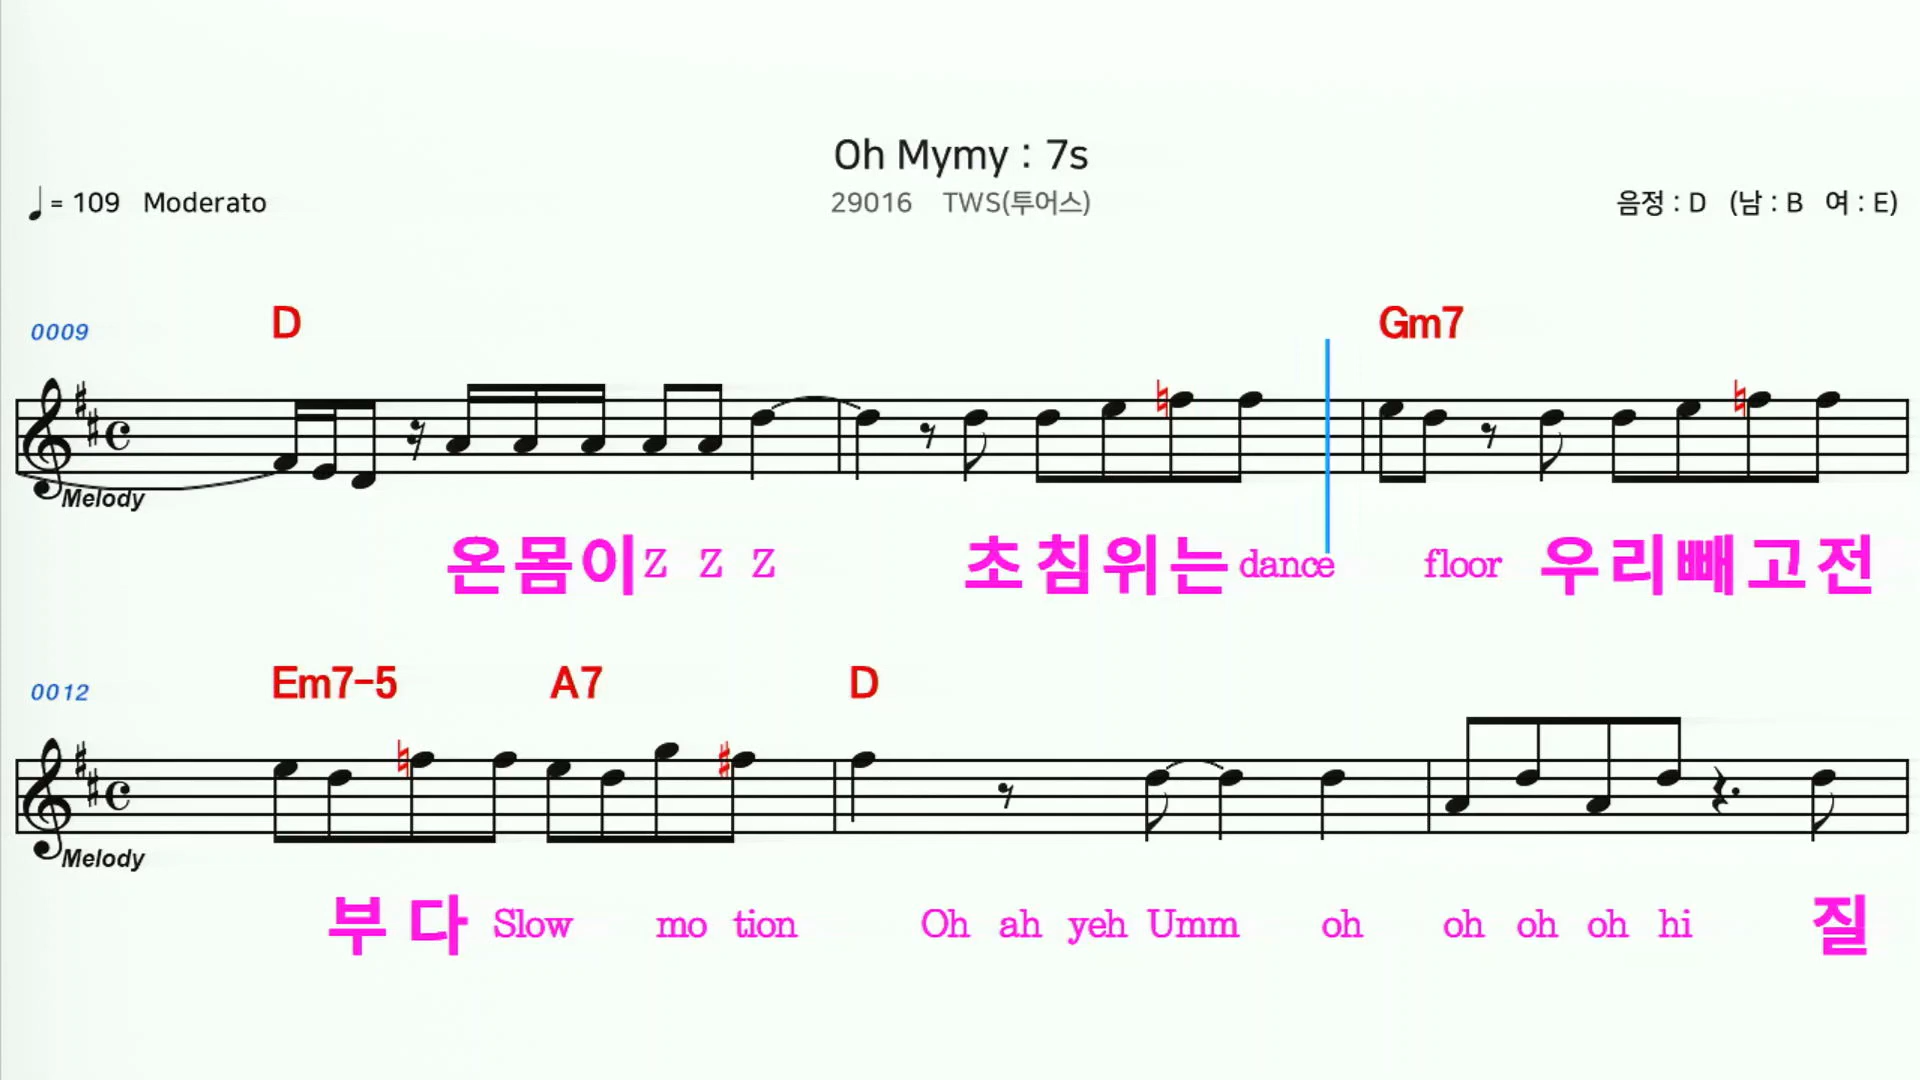 Oh Mymy : 7s
♩= 109 Moderato
29016 TWS(투어스)
음정 : D (남 : B 여 : E)
0009 D Gm7
Melody
온몸이 Z Z Z 초침위는 dance floor 우리빼고전
0012 Em7-5 A7 D
Melody
부다 Slow mo tion Oh ah yeh Umm oh oh oh oh hi 질